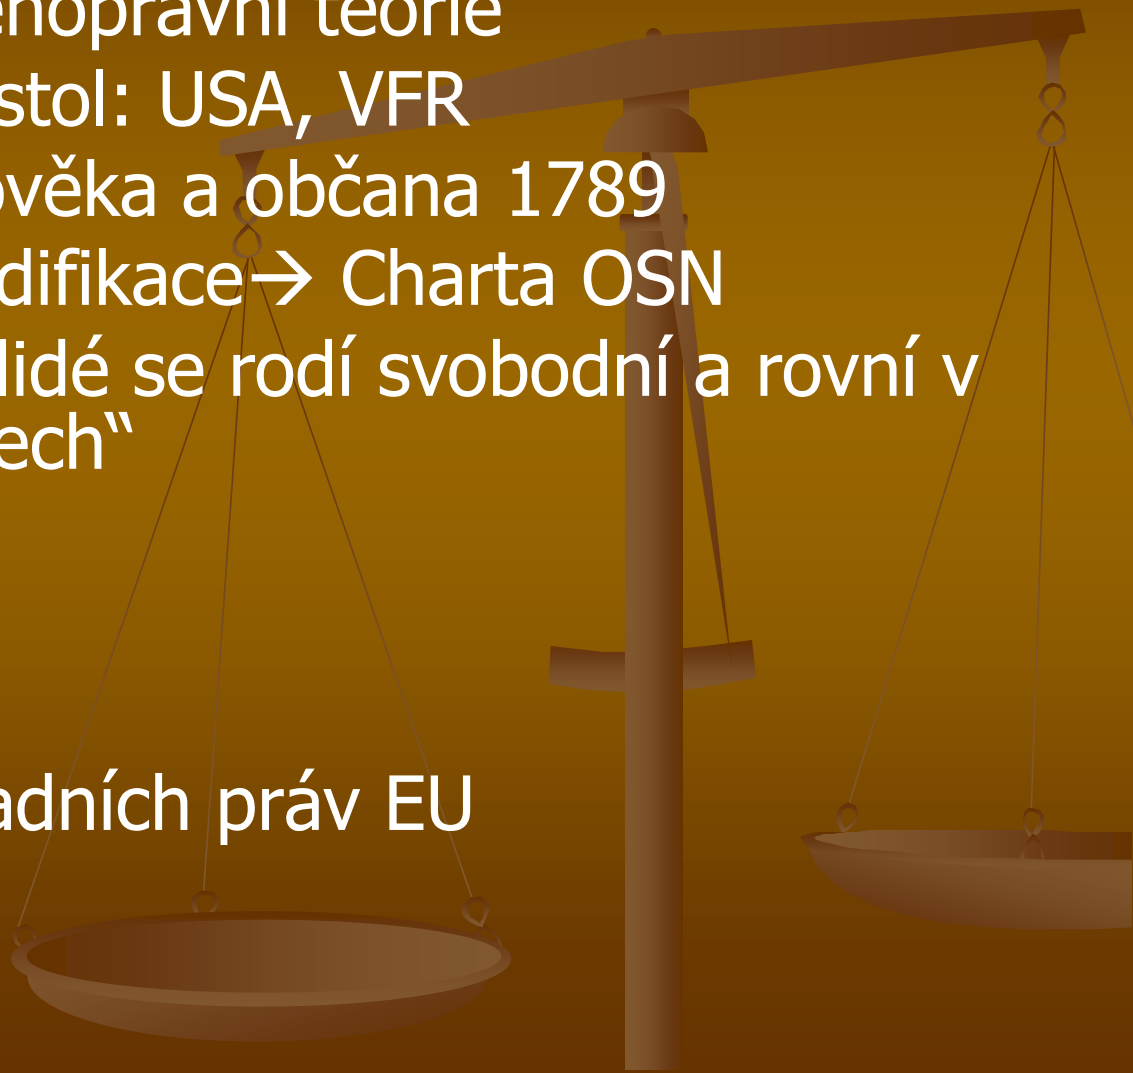 enoprávní teorie
stol: USA, VFR
ověka a občana 1789
difikace→ Charta OSN
lidé se rodí svobodní a rovní v
ech“
adních práv EU